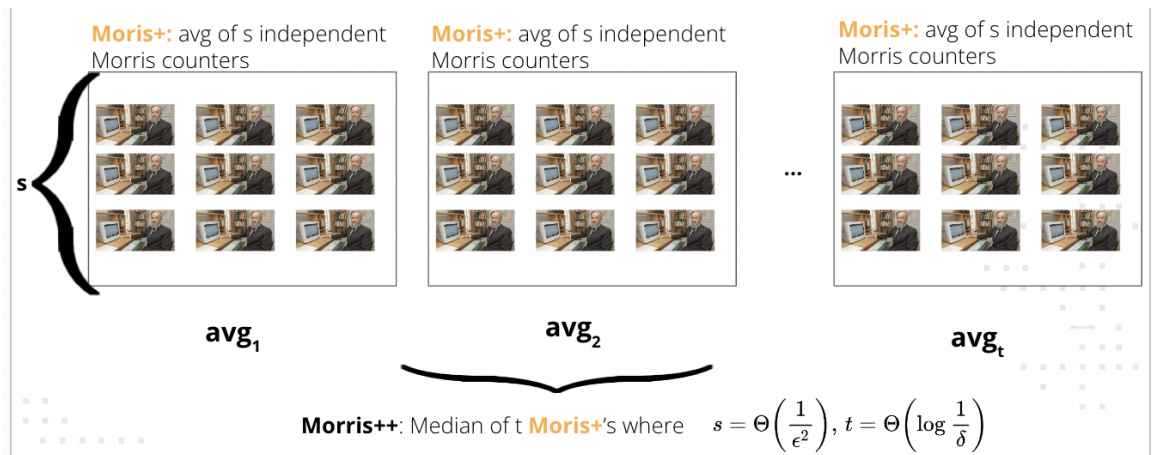 Moris+: avg of s independent
Morris counters
Moris+: avg of s independent
Morris counters
Moris+: avg of s independent
Morris counters
s
...
avg₁
avg₂
avgₜ
Morris++: Median of t Moris+'s where s = Θ(1/ϵ²), t = Θ(log 1/δ)